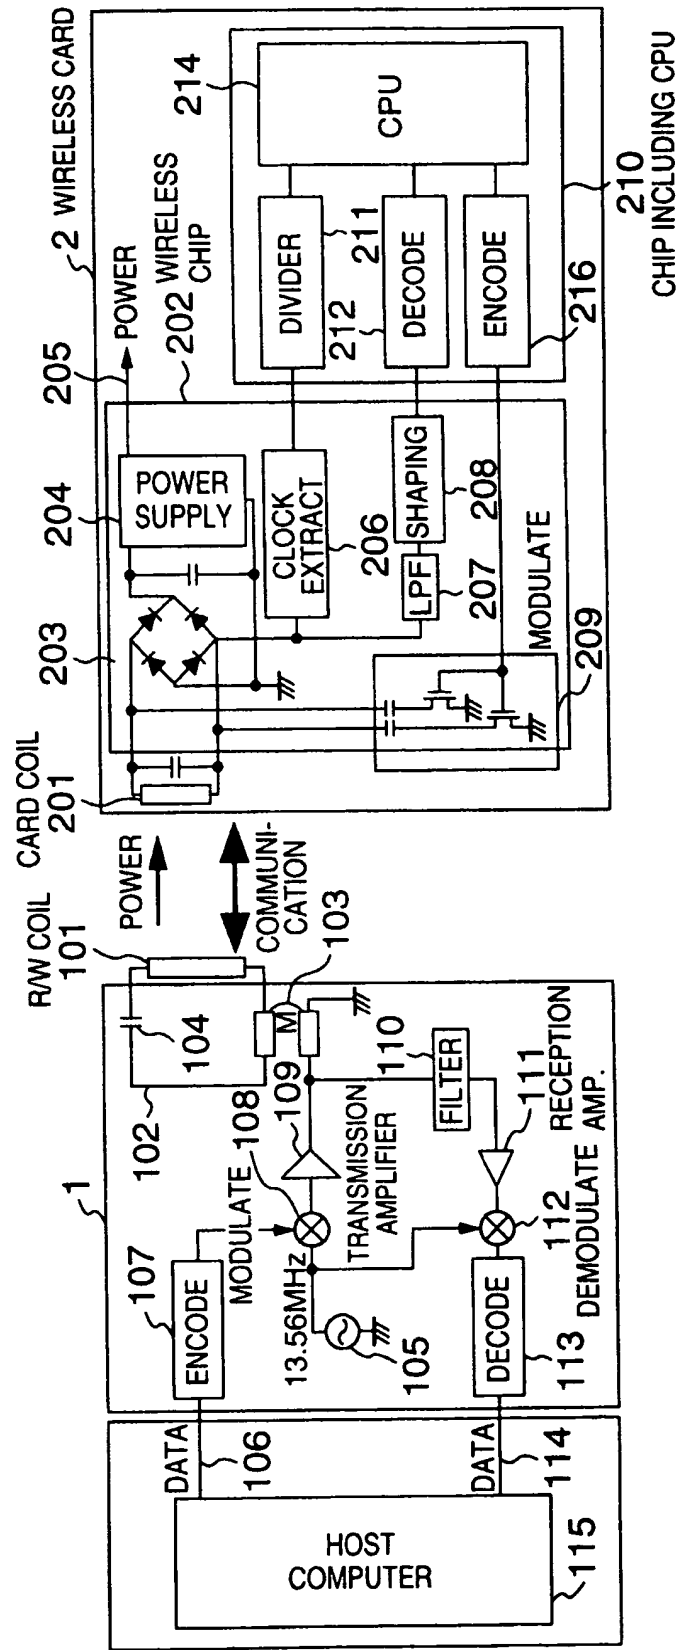 HOST
COMPUTER
115
DATA
106
DATA
114
1
ENCODE
107
MODULATE
108
13.56MHz
105
109
TRANSMISSION
AMPLIFIER
102
104
R/W COIL
101
M
103
110
FILTER
111
RECEPTION
AMP.
112
DEMODULATE
DECODE
113
POWER
COMMUNI-
CATION
2 WIRELESS CARD
CARD COIL
201
203
204
POWER
SUPPLY
205
POWER
202 WIRELESS
CHIP
CLOCK
EXTRACT
206
LPF
207
SHAPING
208
MODULATE
209
DIVIDER
211
212
DECODE
ENCODE
216
214
CPU
210
CHIP INCLUDING CPU